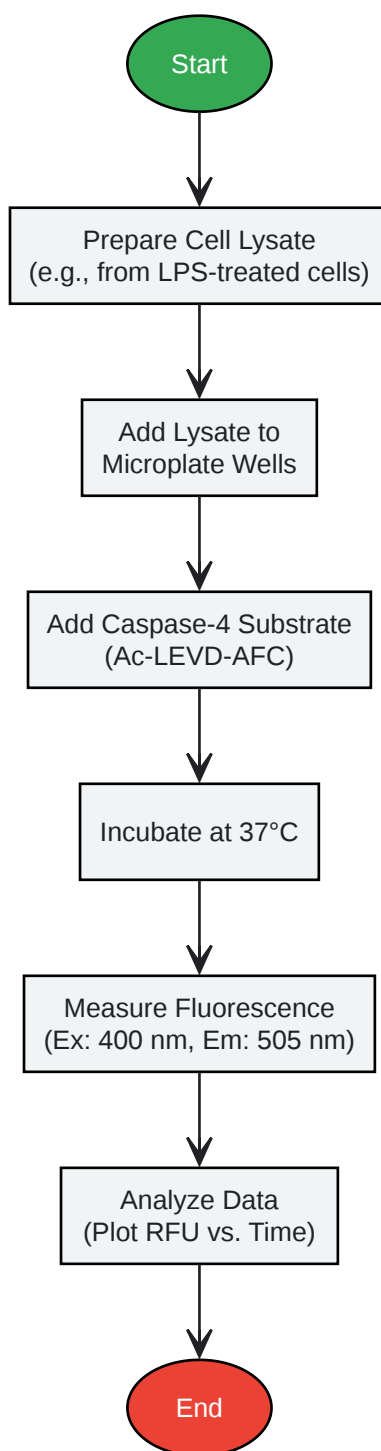 Start
Prepare Cell Lysate
(e.g., from LPS-treated cells)
Add Lysate to
Microplate Wells
Add Caspase-4 Substrate
(Ac-LEVD-AFC)
Incubate at 37°C
Measure Fluorescence
(Ex: 400 nm, Em: 505 nm)
Analyze Data
(Plot RFU vs. Time)
End